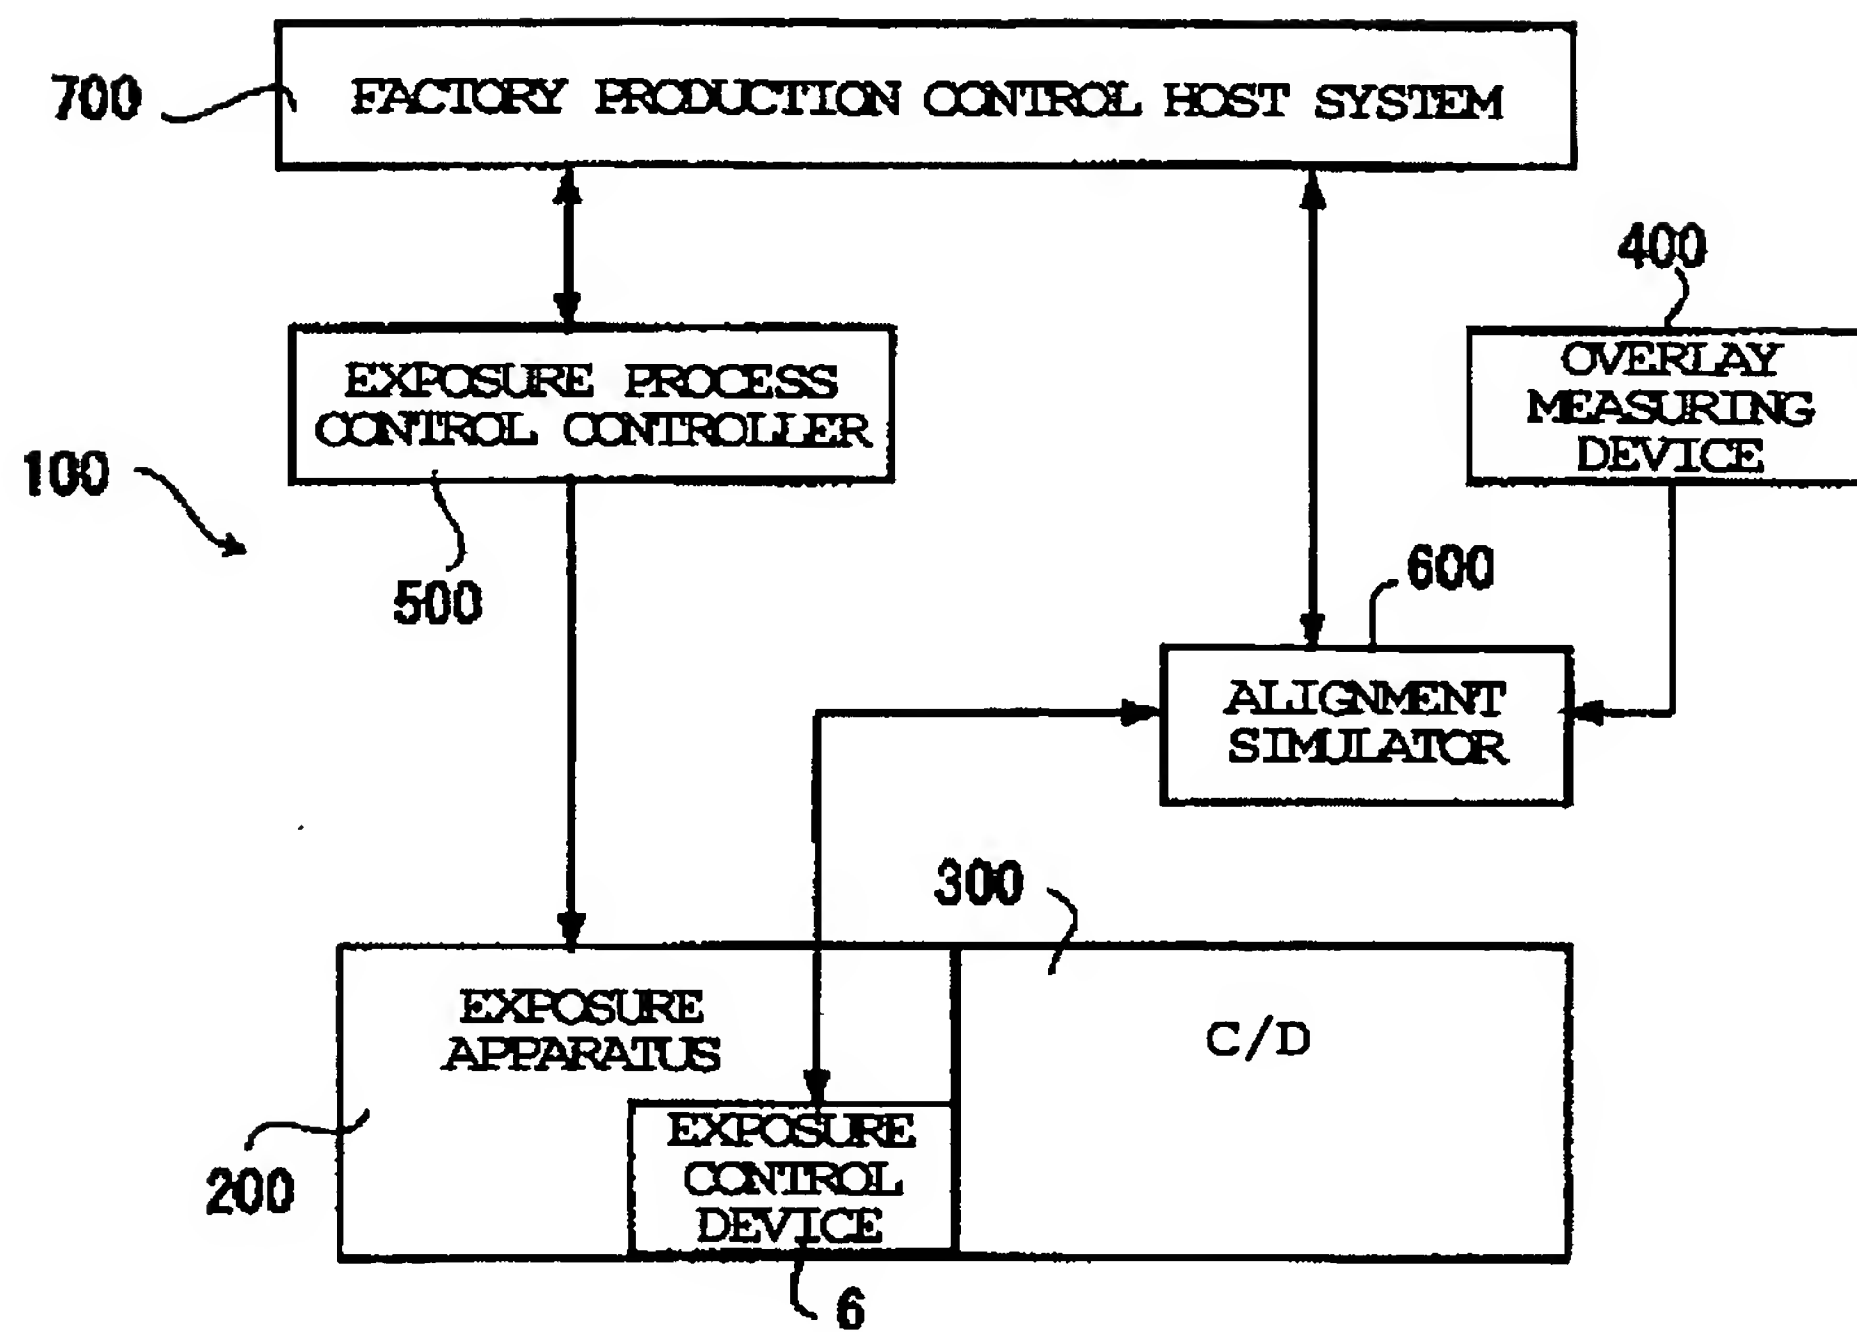 700
FACTORY PRODUCTION CONTROL HOST SYSTEM
400
OVERLAY
MEASURING
DEVICE
EXPOSURE PROCESS
CONTROL CONTROLLER
100
500
600
ALIGNMENT
SIMULATOR
300
EXPOSURE
APPARATUS
C/D
200
EXPOSURE
CONTROL
DEVICE
6